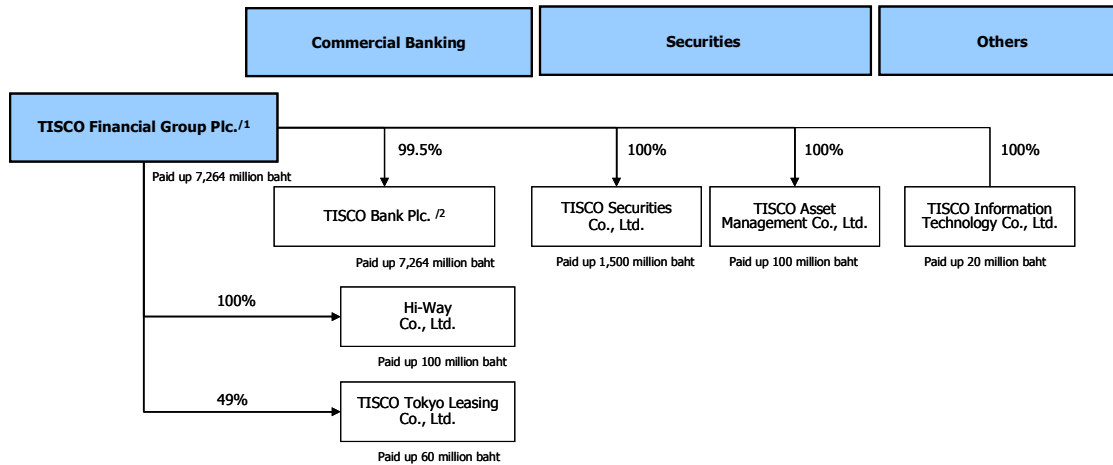 Commercial Banking
Securities
Others
TISCO Financial Group Plc./1
Paid up 7,264 million baht
99.5%
100%
100%
100%
TISCO Bank Plc. /2
TISCO Securities
Co., Ltd.
TISCO Asset
Management Co., Ltd.
TISCO Information
Technology Co., Ltd.
Paid up 7,264 million baht
Paid up 1,500 million baht
Paid up 100 million baht
Paid up 20 million baht
100%
Hi-Way
Co., Ltd.
Paid up 100 million baht
49%
TISCO Tokyo Leasing
Co., Ltd.
Paid up 60 million baht